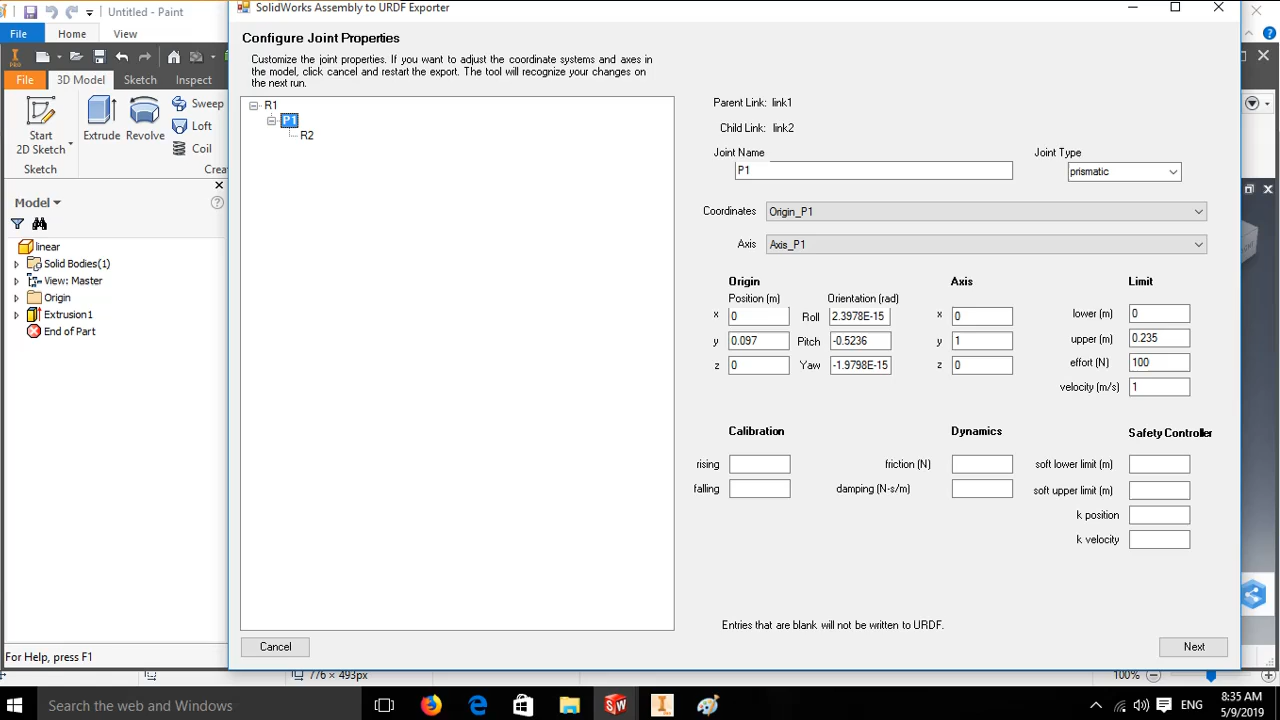 Untitled - Paint
File Home View
File 3D Model Sketch Inspect
Start
2D Sketch
Extrude
Revolve
Sweep
Loft
Coil
Sketch
Model
linear
Solid Bodies(1)
View: Master
Origin
Extrusion1
End of Part
For Help, press F1
SolidWorks Assembly to URDF Exporter
Configure Joint Properties
Customize the joint properties. If you want to adjust the coordinate systems and axes in
the model, click cancel and restart the export. The tool will recognize your changes on
the next run.
R1
P1
R2
Parent Link: link1
Child Link: link2
Joint Name
P1
Joint Type
prismatic
Coordinates Origin_P1
Axis Axis_P1
Origin
Position (m) Orientation (rad)
x 0 Roll 2.3978E-15
y 0.097 Pitch -0.5236
z 0 Yaw -1.9798E-15
Axis
x 0
y 1
z 0
Limit
lower (m) 0
upper (m) 0.235
effort (N) 100
velocity (m/s) 1
Calibration
rising
falling
Dynamics
friction (N)
damping (N-s/m)
Safety Controller
soft lower limit (m)
soft upper limit (m)
k position
k velocity
Entries that are blank will not be written to URDF.
Cancel
Next
776 × 493px
100%
Search the web and Windows
ENG
8:35 AM
5/9/2019